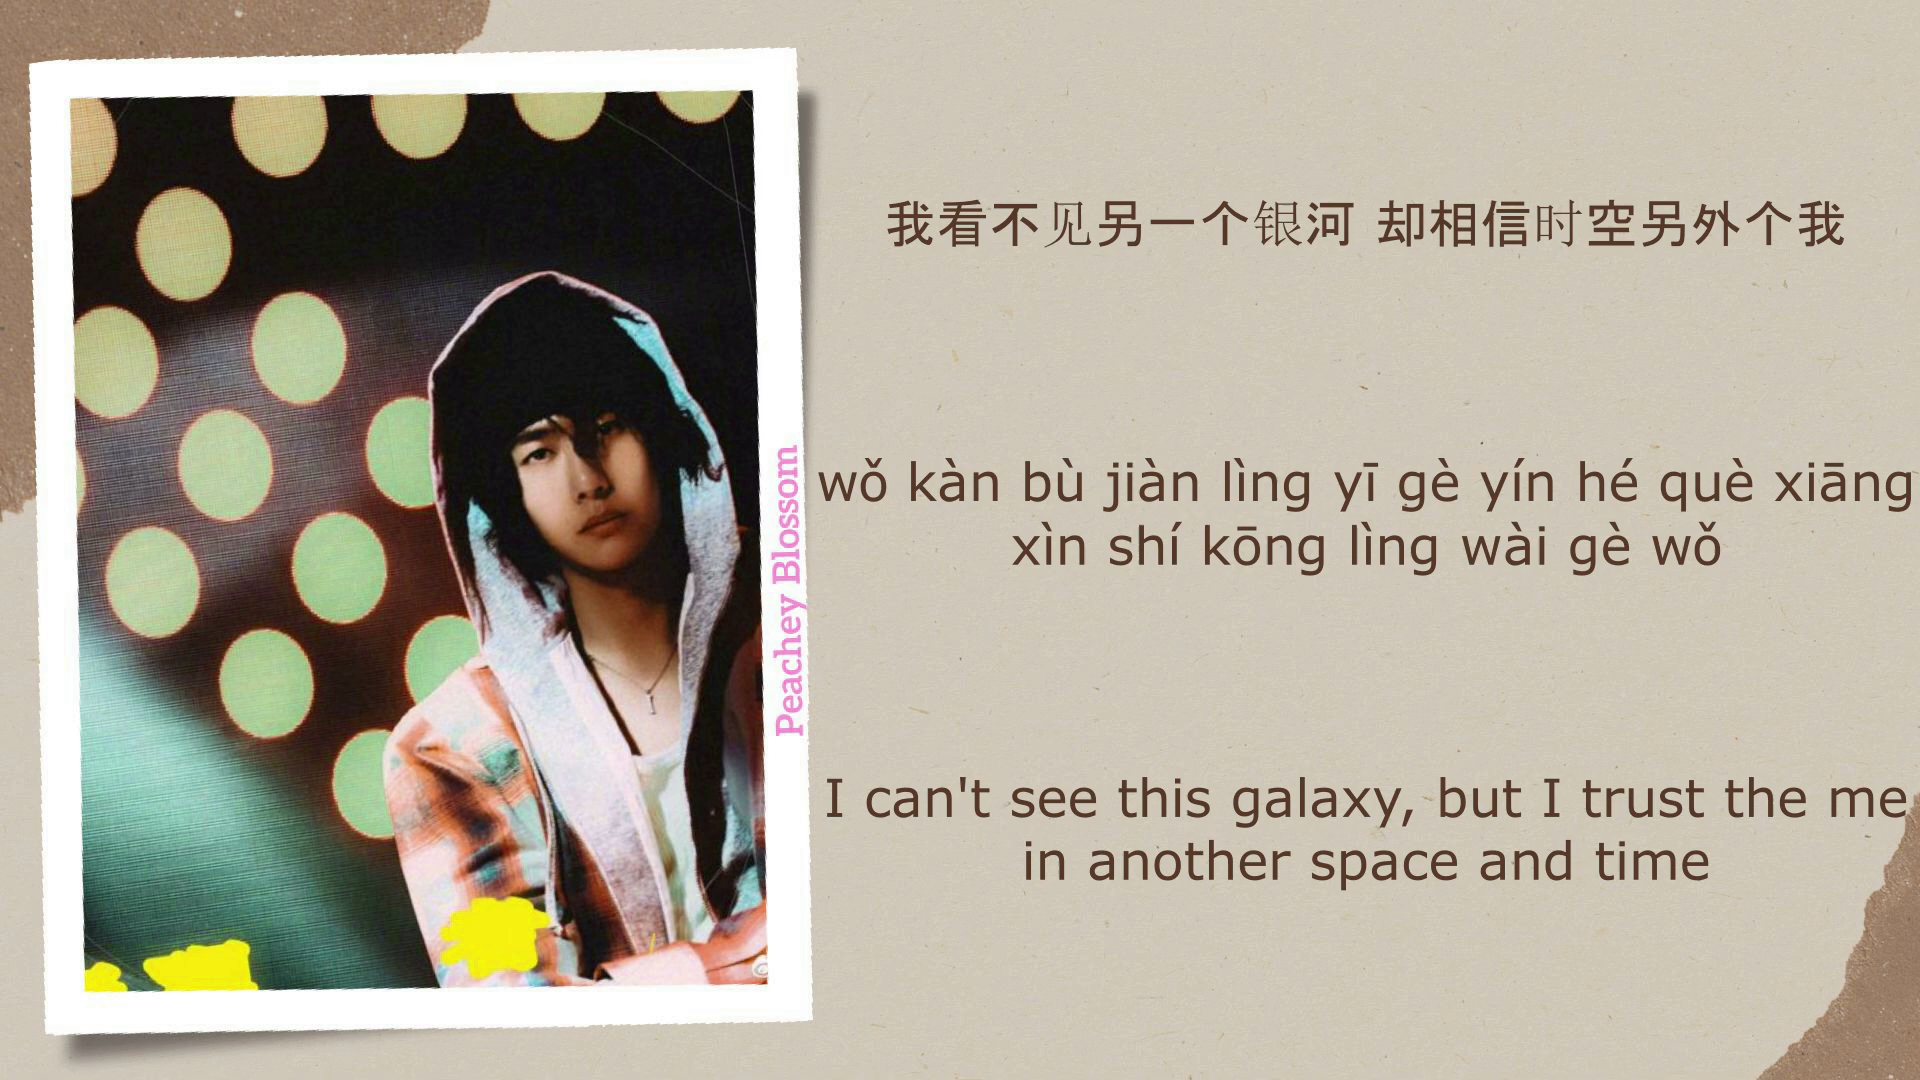 我看不见另一个银河 却相信时空另外个我
wǒ kàn bù jiàn lìng yī gè yín hé què xiāng
xìn shí kōng lìng wài gè wǒ
I can't see this galaxy, but I trust the me
in another space and time
Peachey Blossom